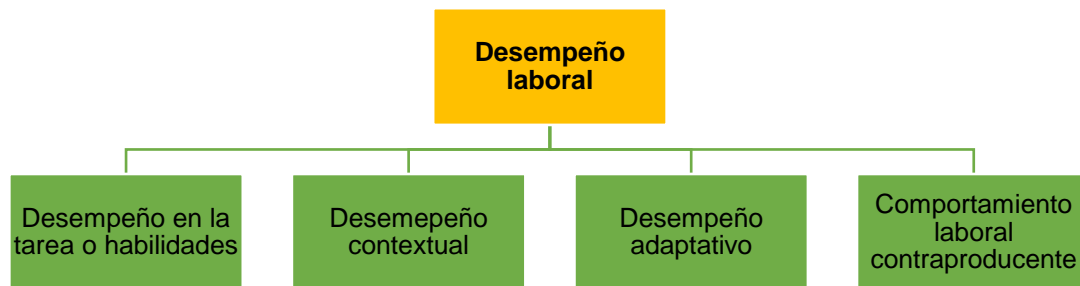 Desempeño
laboral
Desempeño en la
tarea o habilidades
Desemepeño
contextual
Desempeño
adaptativo
Comportamiento
laboral
contraproducente